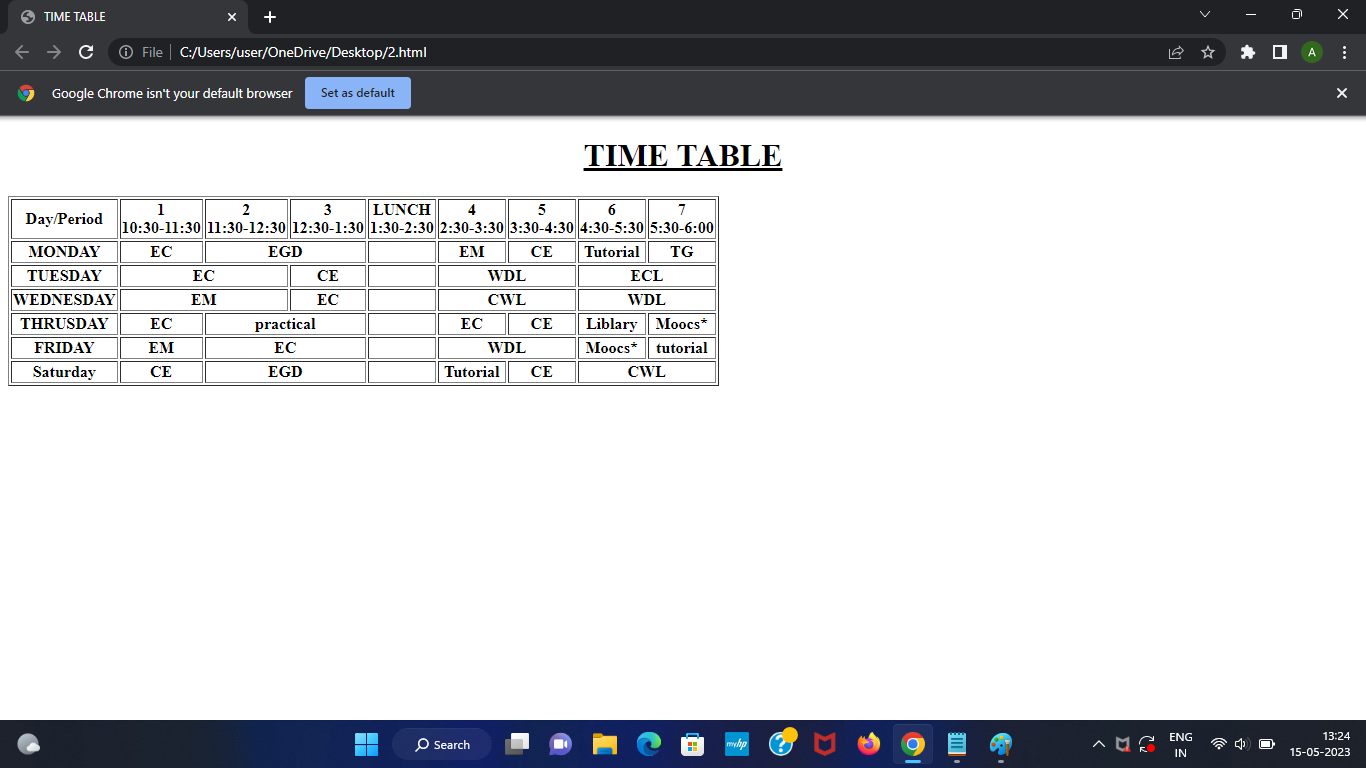 TIME TABLE
File C:/Users/user/OneDrive/Desktop/2.html
A
Google Chrome isn't your default browser Set as default
TIME TABLE
Day/Period 1 2 3 LUNCH 4 5 6 7
10:30-11:30 11:30-12:30 12:30-1:30 1:30-2:30 2:30-3:30 3:30-4:30 4:30-5:30 5:30-6:00
MONDAY EC EGD EM CE Tutorial TG
TUESDAY EC CE WDL ECL
WEDNESDAY EM EC CWL WDL
THRUSDAY EC practical EC CE Liblary Moocs*
FRIDAY EM EC WDL Moocs* tutorial
Saturday CE EGD Tutorial CE CWL
Search
myhp
ENG
IN
13:24
15-05-2023